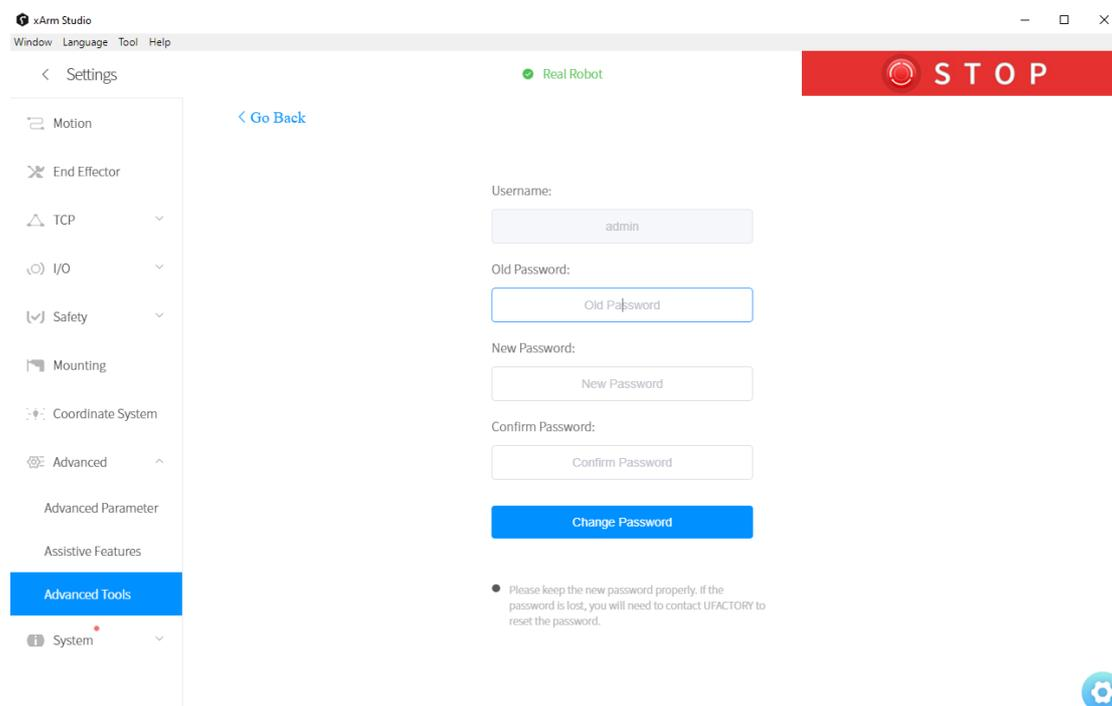 xArm Studio
Window Language Tool Help
Settings
Real Robot
STOP
Motion
Go Back
End Effector
TCP
I/O
Safety
Mounting
Coordinate System
Advanced
Advanced Parameter
Assistive Features
Advanced Tools
System
Username:
admin
Old Password:
Old Password
New Password:
New Password
Confirm Password:
Confirm Password
Change Password
Please keep the new password properly. If the
password is lost, you will need to contact UFACTORY to
reset the password.